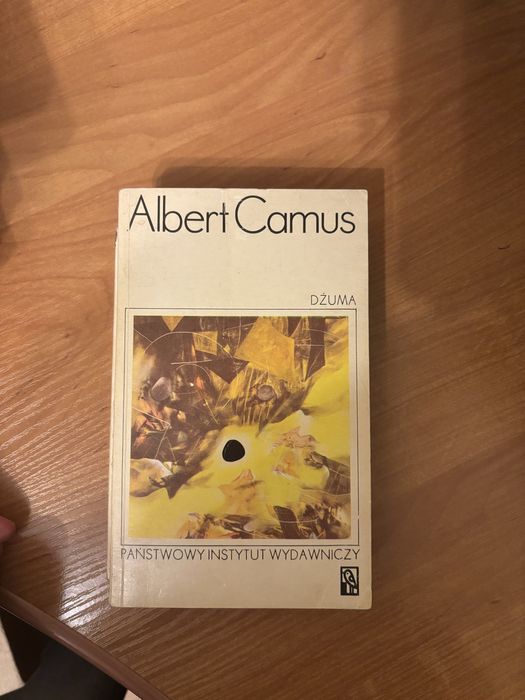 Albert Camus
DŻUMA
PAŃSTWOWY INSTYTUT WYDAWNICZY